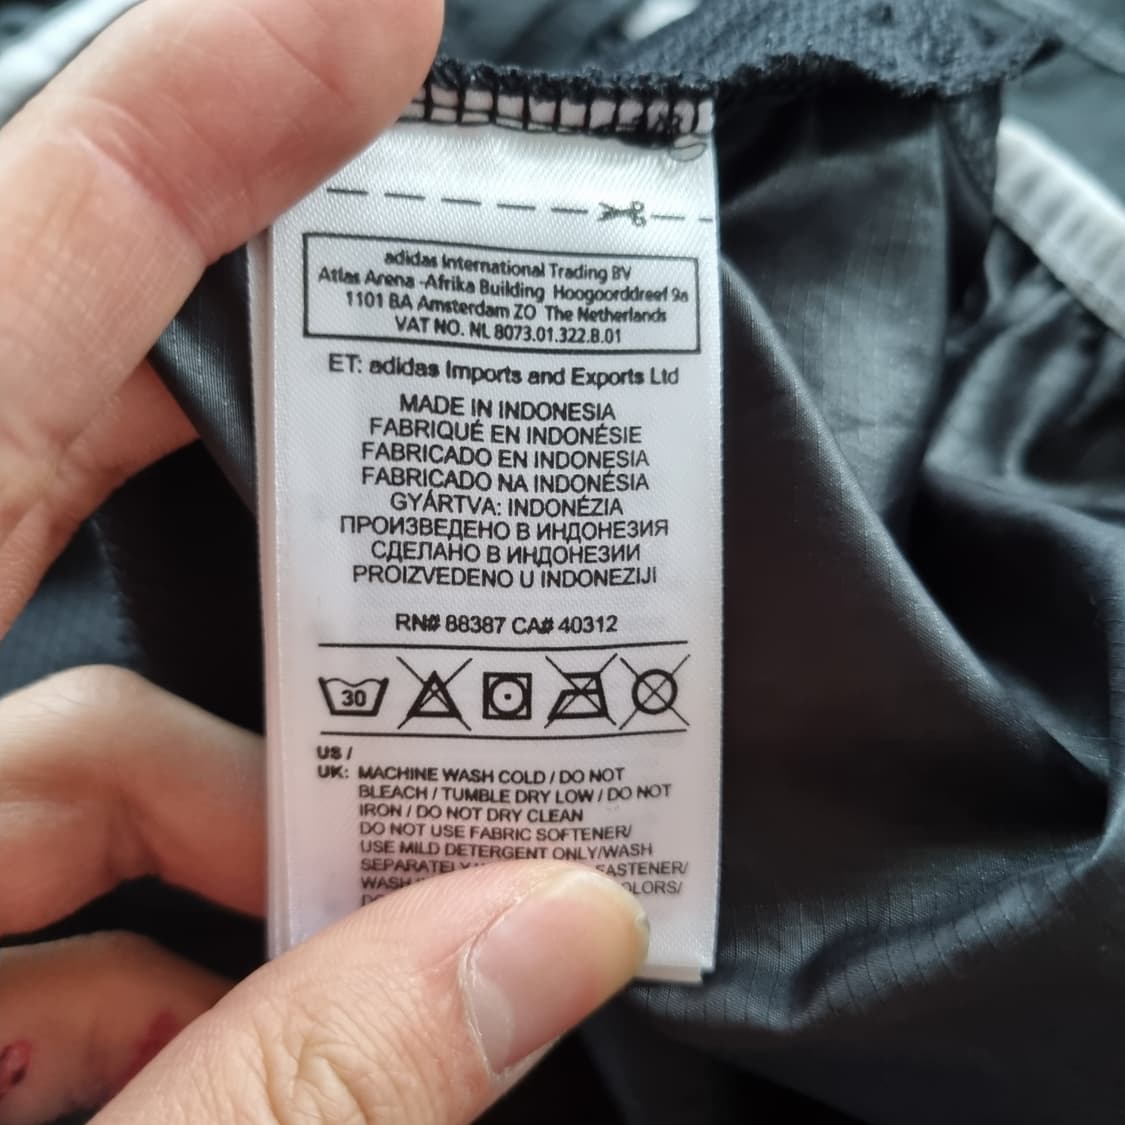 adidas International Trading BV
Atlas Arena -Afrika Building Hoogoorddreef 9a
1101 BA Amsterdam ZO The Netherlands
VAT NO. NL 8073.01.322.B.01
ET: adidas Imports and Exports Ltd
MADE IN INDONESIA
FABRIQUÉ EN INDONÉSIE
FABRICADO EN INDONESIA
FABRICADO NA INDONÉSIA
GYÁRTVA: INDONÉZIA
ПРОИЗВЕДЕНО В ИНДОНЕЗИЯ
СДЕЛАНО В ИНДОНЕЗИИ
PROIZVEDENO U INDONEZIJI
RN# 88387 CA# 40312
30
US /
UK: MACHINE WASH COLD / DO NOT
BLEACH / TUMBLE DRY LOW / DO NOT
IRON / DO NOT DRY CLEAN
DO NOT USE FABRIC SOFTENER/
USE MILD DETERGENT ONLY/WASH
SEPARATELY FASTENER/
WASH